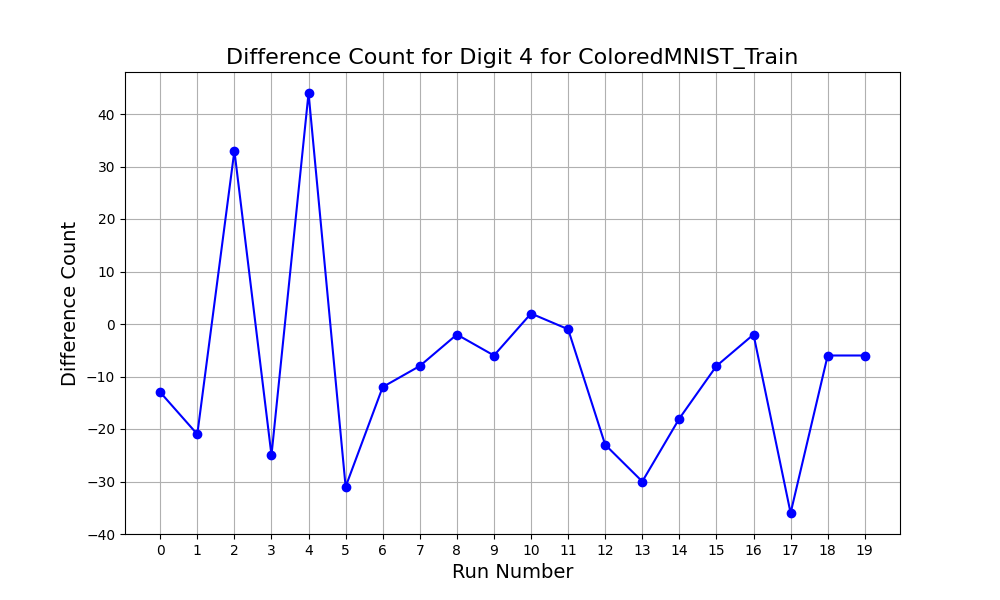 Difference Count for Digit 4 for ColoredMNIST_Train
Difference Count
40
30
20
10
0
−10
−20
−30
−40
0 1 2 3 4 5 6 7 8 9 10 11 12 13 14 15 16 17 18 19
Run Number